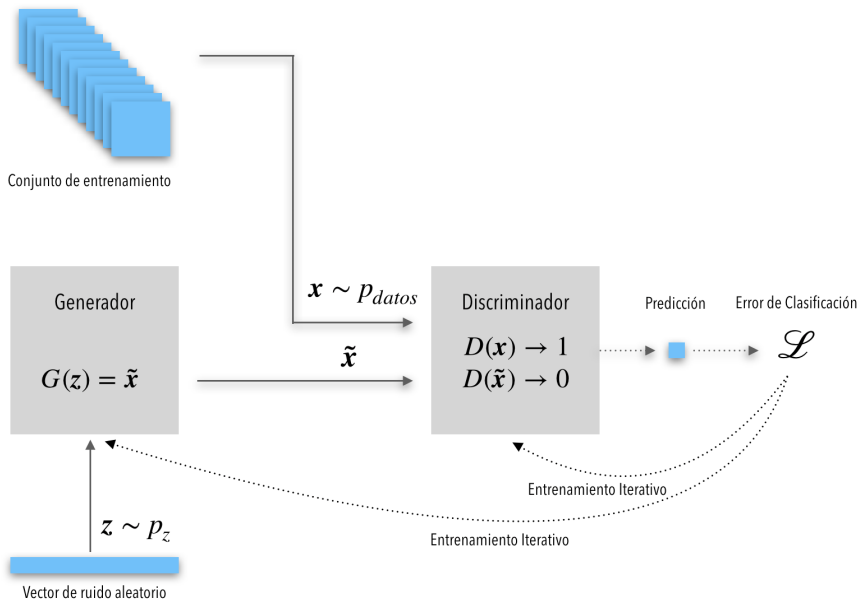 Conjunto de entrenamiento
Generador
G(z) = x̃
z ∼ p_z
Vector de ruido aleatorio
x ∼ p_datos
x̃
Discriminador
D(x) → 1
D(x̃) → 0
Predicción
Error de Clasificación
ℒ
Entrenamiento Iterativo
Entrenamiento Iterativo